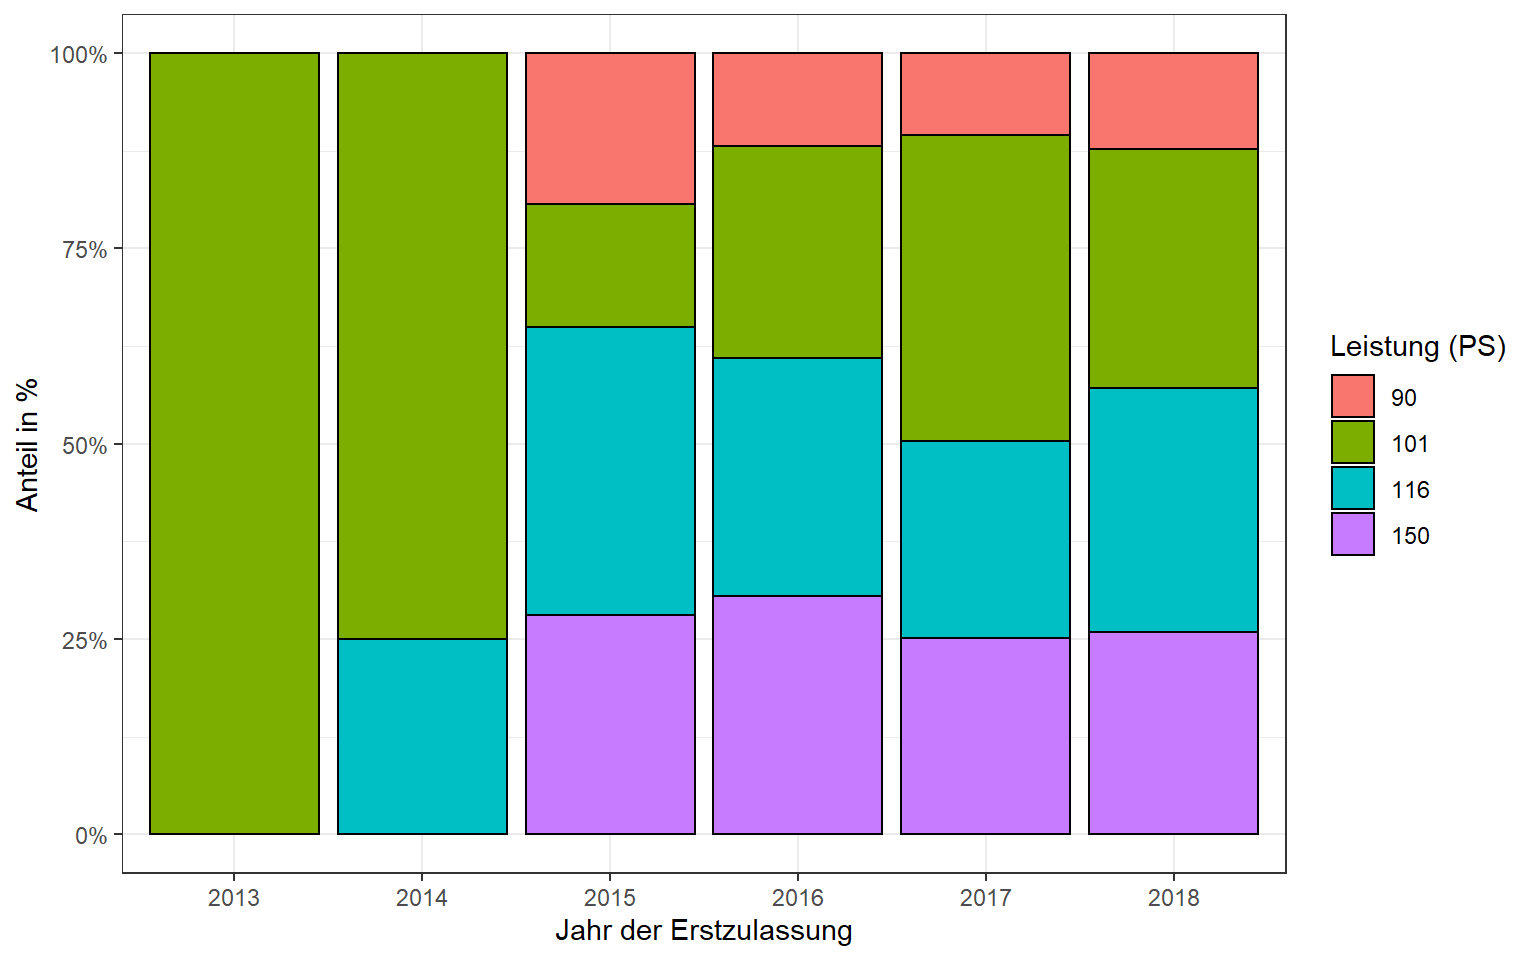 100%
75%
50%
25%
0%
Anteil in %
2013 2014 2015 2016 2017 2018
Jahr der Erstzulassung
Leistung (PS)
90
101
116
150